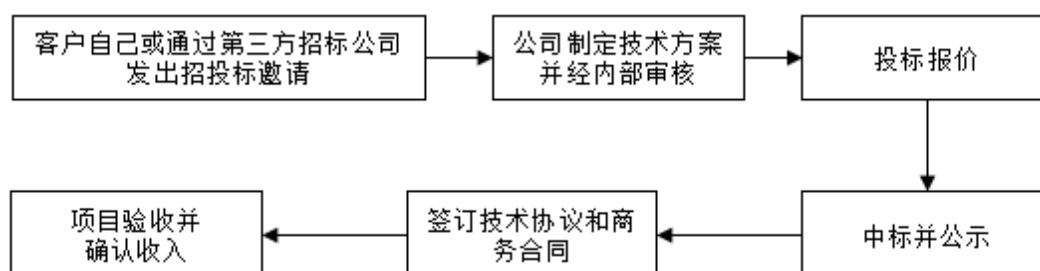 客户自己或通过第三方招标公司
发出招投标邀请
公司制定技术方案
并经内部审核
投标报价
中标并公示
签订技术协议和商
务合同
项目验收并
确认收入